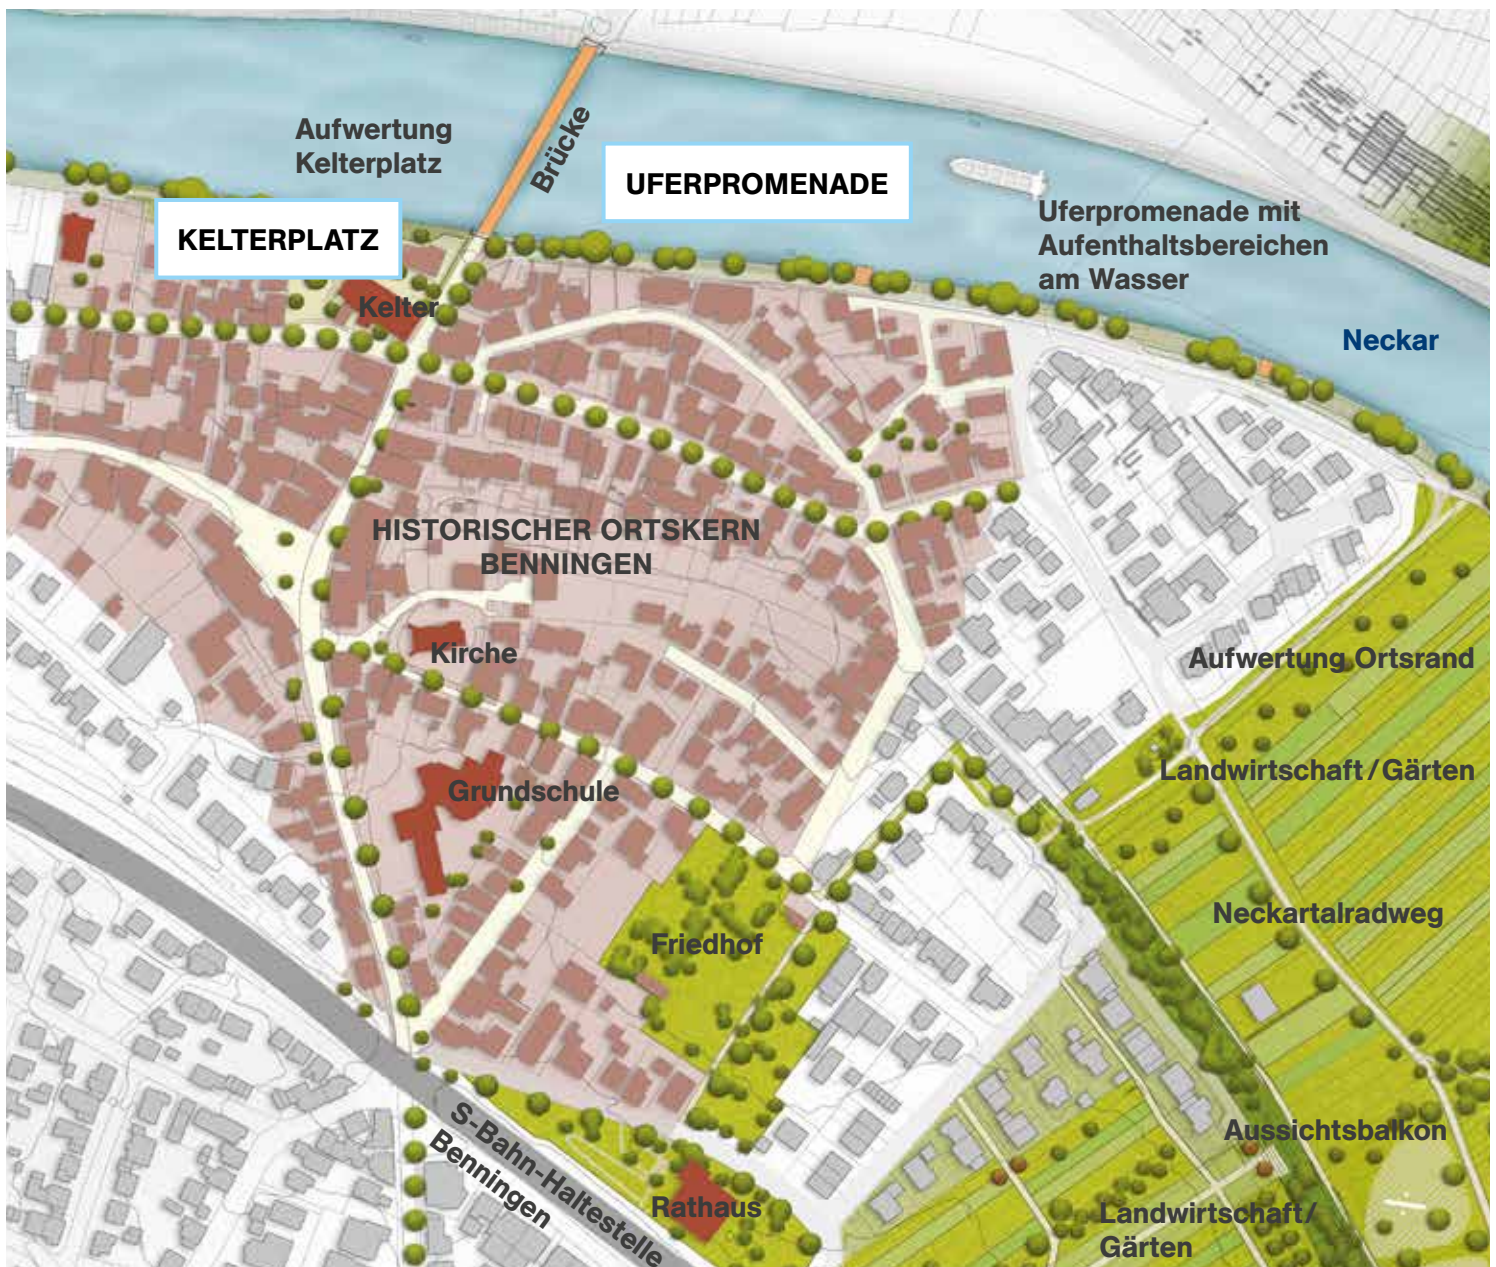 Aufwertung
Kelterplatz
Brücke
UFERPROMENADE
KELTERPLATZ
Uferpromenade mit
Aufenthaltsbereichen
am Wasser
Kelter
Neckar
HISTORISCHER ORTSKERN
BENNINGEN
Kirche
Aufwertung Ortsrand
Grundschule
Landwirtschaft/Gärten
Neckartalradweg
Friedhof
Aussichtsbalkon
S-Bahn-Haltestelle
Benningen
Rathaus
Landwirtschaft/
Gärten